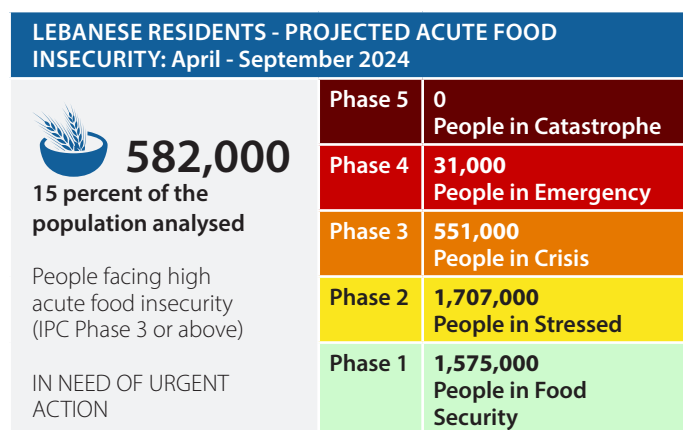 LEBANESE RESIDENTS - PROJECTED ACUTE FOOD
INSECURITY: April - September 2024
582,000
15 percent of the
population analysed
People facing high
acute food insecurity
(IPC Phase 3 or above)
IN NEED OF URGENT
ACTION
Phase 5
0
People in Catastrophe
Phase 4
31,000
People in Emergency
Phase 3
551,000
People in Crisis
Phase 2
1,707,000
People in Stressed
Phase 1
1,575,000
People in Food
Security